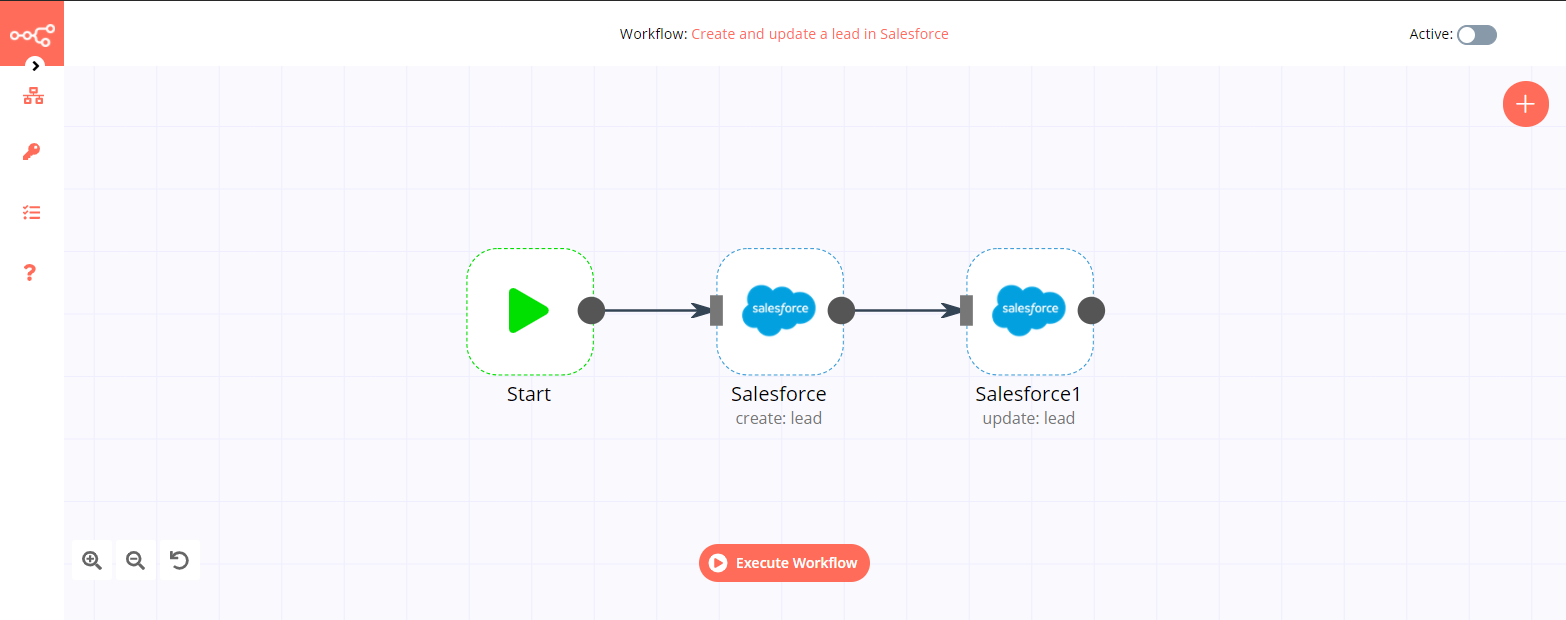 Workflow: Create and update a lead in Salesforce
Active:
salesforce
salesforce
Start
Salesforce
create: lead
Salesforce1
update: lead
Execute Workflow